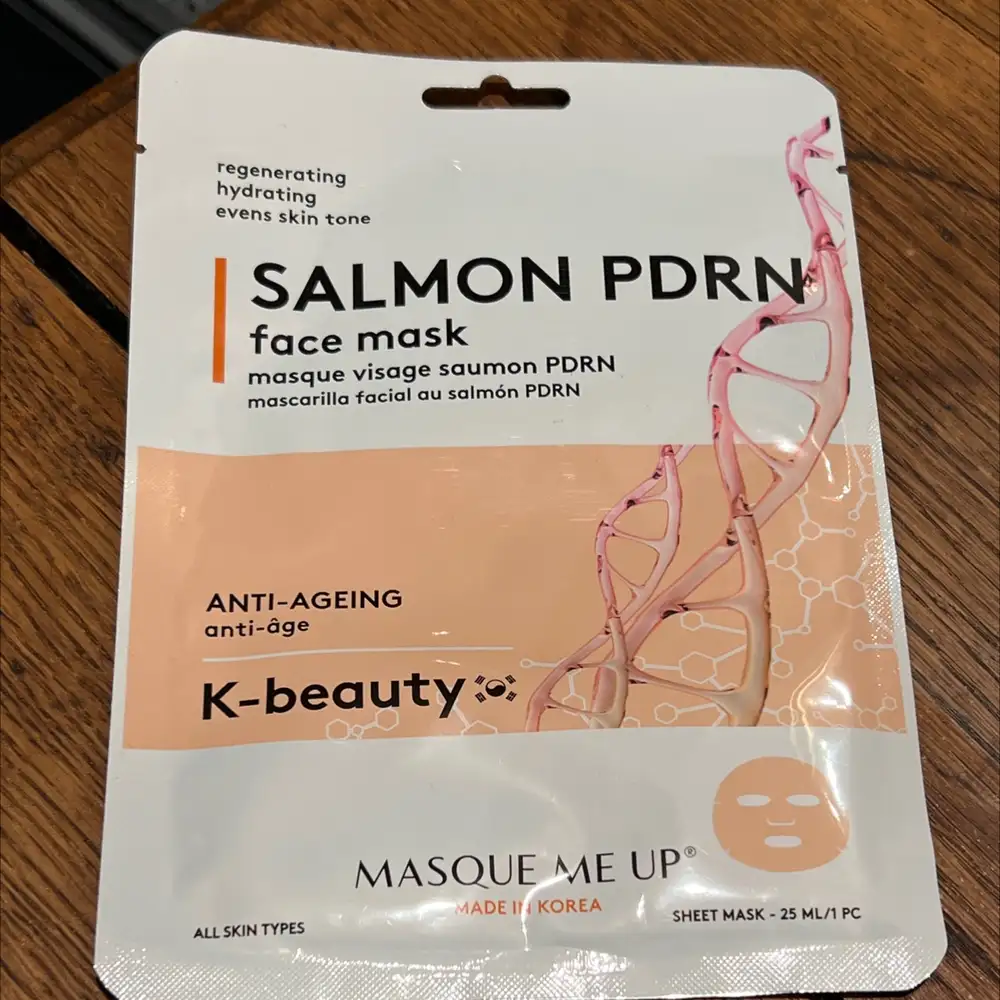 regenerating
hydrating
evens skin tone
SALMON PDRN
face mask
masque visage saumon PDRN
mascarilla facial au salmón PDRN
ANTI-AGEING
anti-âge
K-beauty
MASQUE ME UP®
MADE IN KOREA
ALL SKIN TYPES
SHEET MASK - 25 ML/1 PC